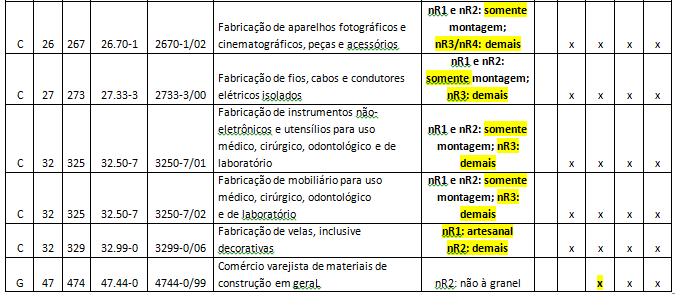 C 26 267 26.70-1 2670-1/02 Fabricação de aparelhos fotográficos e cinematográficos, peças e acessórios nR1 e nR2: somente montagem; nR3/nR4: demais x x x x
C 27 273 27.33-3 2733-3/00 Fabricação de fios, cabos e condutores elétricos isolados nR1 e nR2: somente montagem; nR3: demais x x x x
C 32 325 32.50-7 3250-7/01 Fabricação de instrumentos não-eletrônicos e utensílios para uso médico, cirúrgico, odontológico e de laboratório nR1 e nR2: somente montagem; nR3: demais x x x x
C 32 325 32.50-7 3250-7/02 Fabricação de mobiliário para uso médico, cirúrgico, odontológico e de laboratório nR1 e nR2: somente montagem; nR3: demais x x x x
C 32 329 32.99-0 3299-0/06 Fabricação de velas, inclusive decorativas nR1: artesanal nR2: demais x x x x
G 47 474 47.44-0 4744-0/99 Comércio varejista de materiais de construção em geral. nR2: não à granel x x x